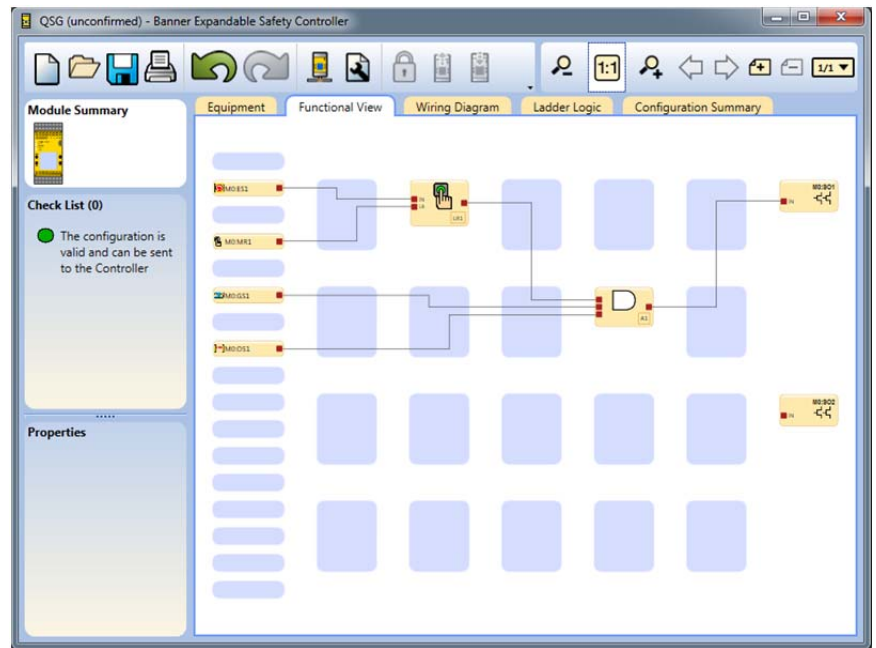 QSG (unconfirmed) - Banner Expandable Safety Controller
1:1
1/1
Module Summary
Equipment
Functional View
Wiring Diagram
Ladder Logic
Configuration Summary
Check List (0)
The configuration is
valid and can be sent
to the Controller
Properties
M0:ES1
M0:MR1
M0:GS1
M0:OS1
IN
LR
LR1
A1
M0:SO1
IN
M0:SO2
IN